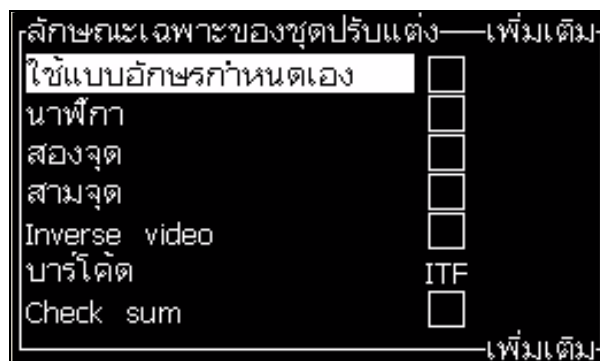 ลักษณะเฉพาะของชุดปรับแต่ง เพิ่มเติม
ใช้แบบอักษรกำหนดเอง
นาฬิกา
สองจุด
สามจุด
Inverse video
บาร์โค้ด ITF
Check sum
เพิ่มเติม